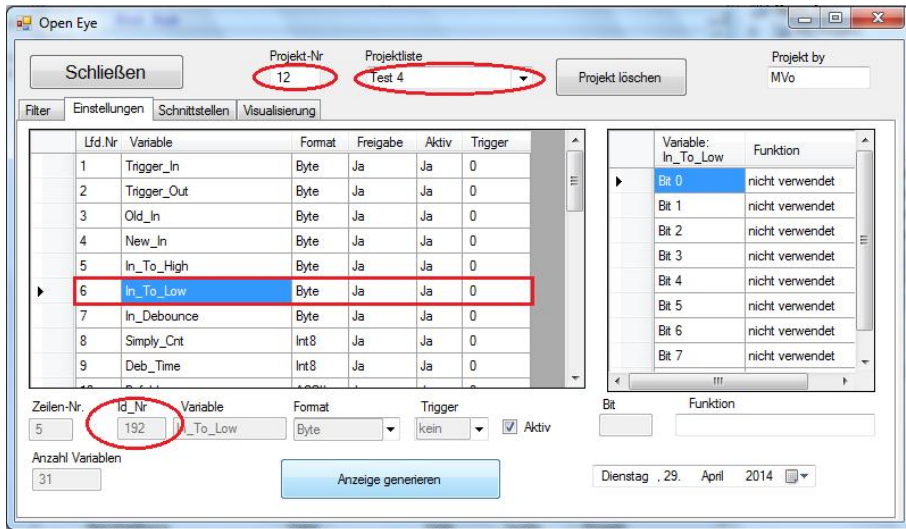 Open Eye
Schließen
Projekt-Nr
12
Projektliste
Test 4
Projekt löschen
Projekt by
MVo
Filter Einstellungen Schnittstellen Visualisierung
Lfd.Nr Variable Format Freigabe Aktiv Trigger
1 Trigger_In Byte Ja Ja 0
2 Trigger_Out Byte Ja Ja 0
3 Old_In Byte Ja Ja 0
4 New_In Byte Ja Ja 0
5 In_To_High Byte Ja Ja 0
6 In_To_Low Byte Ja Ja 0
7 In_Debounce Byte Ja Ja 0
8 Simply_Cnt Int8 Ja Ja 0
9 Deb_Time Int8 Ja Ja 0
Variable: In_To_Low Funktion
Bit 0 nicht verwendet
Bit 1 nicht verwendet
Bit 2 nicht verwendet
Bit 3 nicht verwendet
Bit 4 nicht verwendet
Bit 5 nicht verwendet
Bit 6 nicht verwendet
Bit 7 nicht verwendet
Zeilen-Nr. Id_Nr Variable Format Trigger
5 192 In_To_Low Byte kein Aktiv
Bit Funktion
Anzahl Variablen
31
Anzeige generieren
Dienstag , 29. April 2014